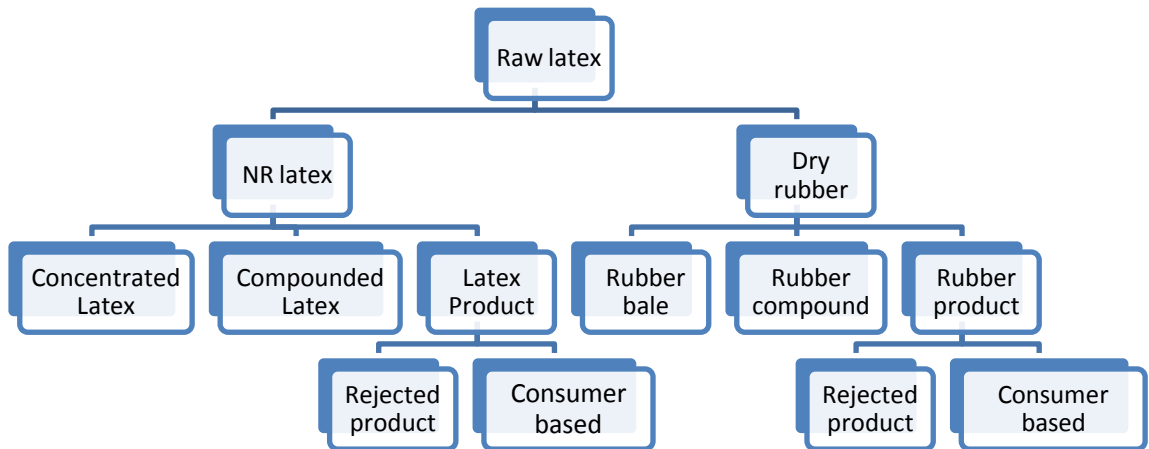 Raw latex
NR latex
Dry
rubber
Concentrated
Latex
Compounded
Latex
Latex
Product
Rubber
bale
Rubber
compound
Rubber
product
Rejected
product
Consumer
based
Rejected
product
Consumer
based